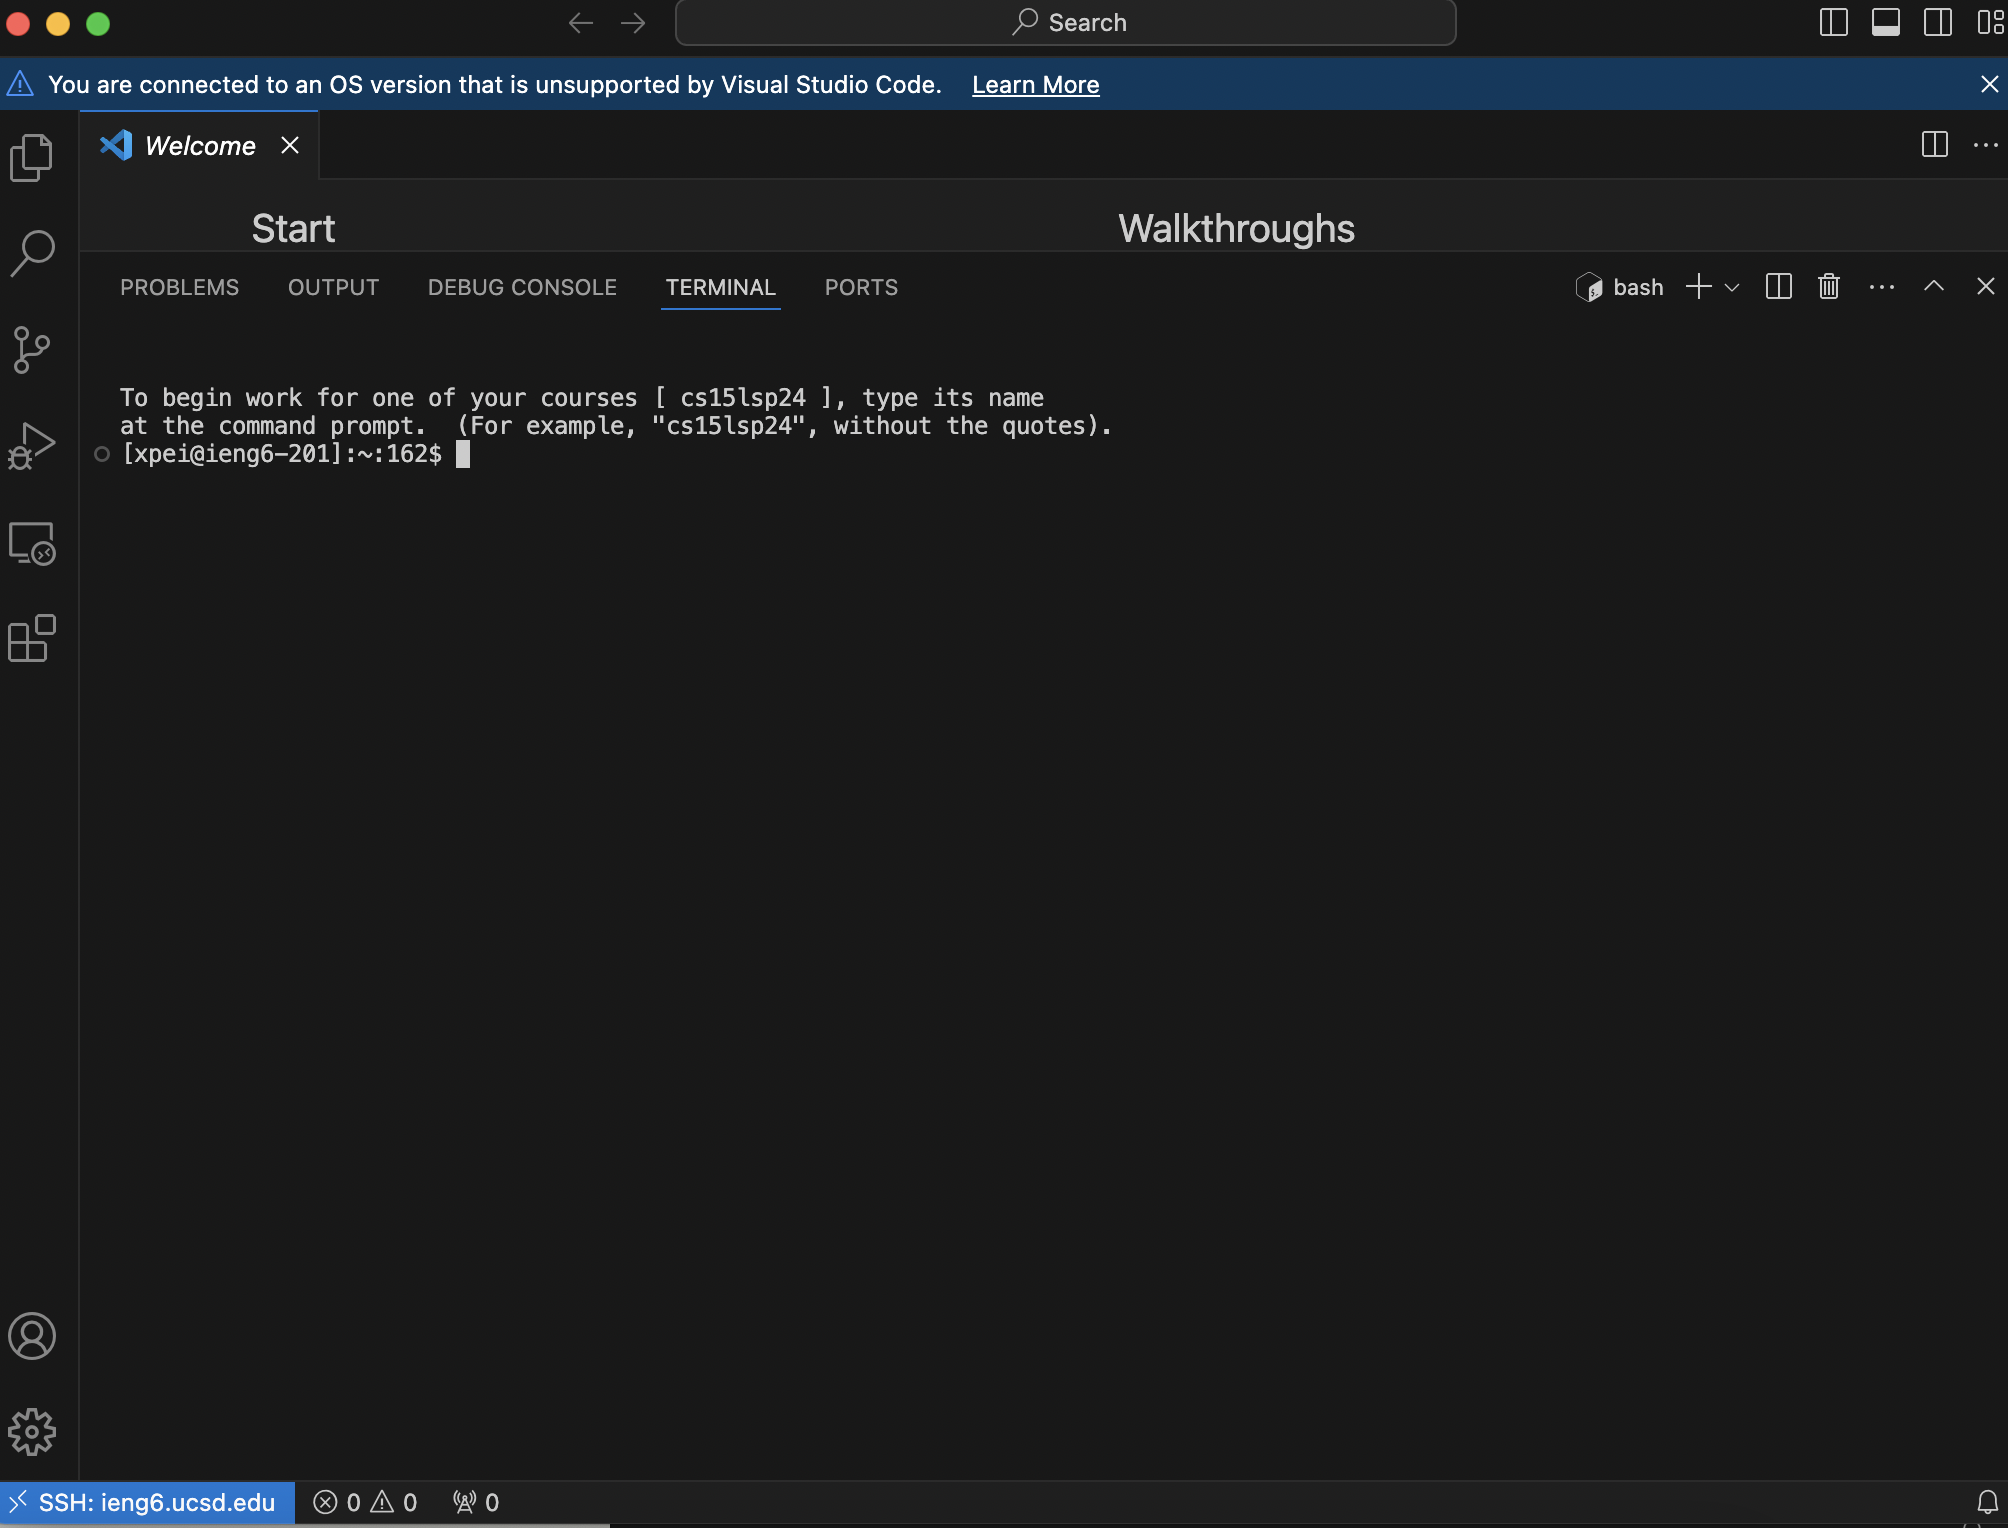 Search
You are connected to an OS version that is unsupported by Visual Studio Code. Learn More
Welcome
Start Walkthroughs
PROBLEMS OUTPUT DEBUG CONSOLE TERMINAL PORTS bash
To begin work for one of your courses [ cs15lsp24 ], type its name
at the command prompt.  (For example, "cs15lsp24", without the quotes).
[xpei@ieng6-201]:~:162$
SSH: ieng6.ucsd.edu 0 0 0